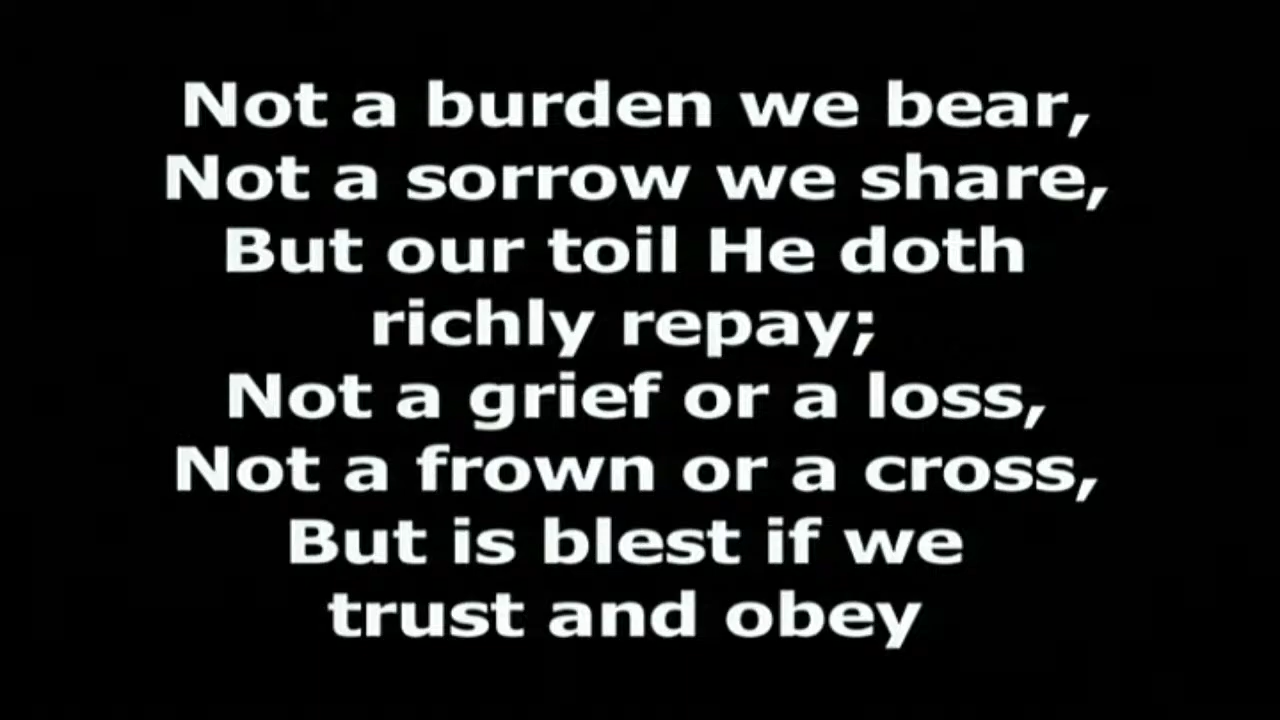 Not a burden we bear,
Not a sorrow we share,
But our toil He doth
richly repay;
Not a grief or a loss,
Not a frown or a cross,
But is blest if we
trust and obey